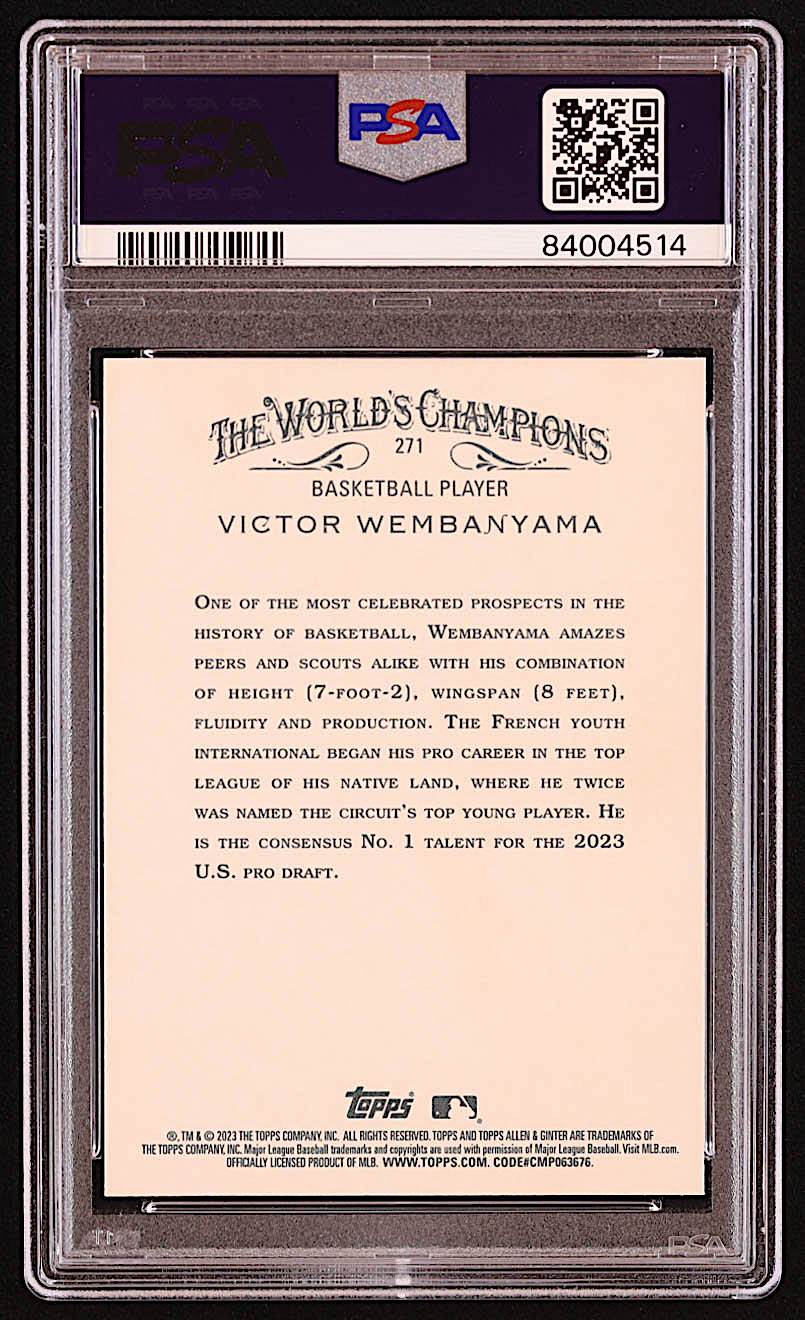 PSA PSA PSA
PSA
PSA PSA PSA
PSA
84004514
THE WORLD'S CHAMPIONS
271
BASKETBALL PLAYER
VICTOR WEMBANYAMA
ONE OF THE MOST CELEBRATED PROSPECTS IN THE
HISTORY OF BASKETBALL, WEMBANYAMA AMAZES
PEERS AND SCOUTS ALIKE WITH HIS COMBINATION
OF HEIGHT (7-FOOT-2), WINGSPAN (8 FEET),
FLUIDITY AND PRODUCTION. THE FRENCH YOUTH
INTERNATIONAL BEGAN HIS PRO CAREER IN THE TOP
LEAGUE OF HIS NATIVE LAND, WHERE HE TWICE
WAS NAMED THE CIRCUIT'S TOP YOUNG PLAYER. HE
IS THE CONSENSUS NO. 1 TALENT FOR THE 2023
U.S. PRO DRAFT.
Topps ®
®, TM & © 2023 THE TOPPS COMPANY, INC. ALL RIGHTS RESERVED. TOPPS AND TOPPS ALLEN & GINTER ARE TRADEMARKS OF
THE TOPPS COMPANY, INC. Major League Baseball trademarks and copyrights are used with permission of Major League Baseball. Visit MLB.com.
OFFICIALLY LICENSED PRODUCT OF MLB. WWW.TOPPS.COM. CODE#CMP063676.
PSA